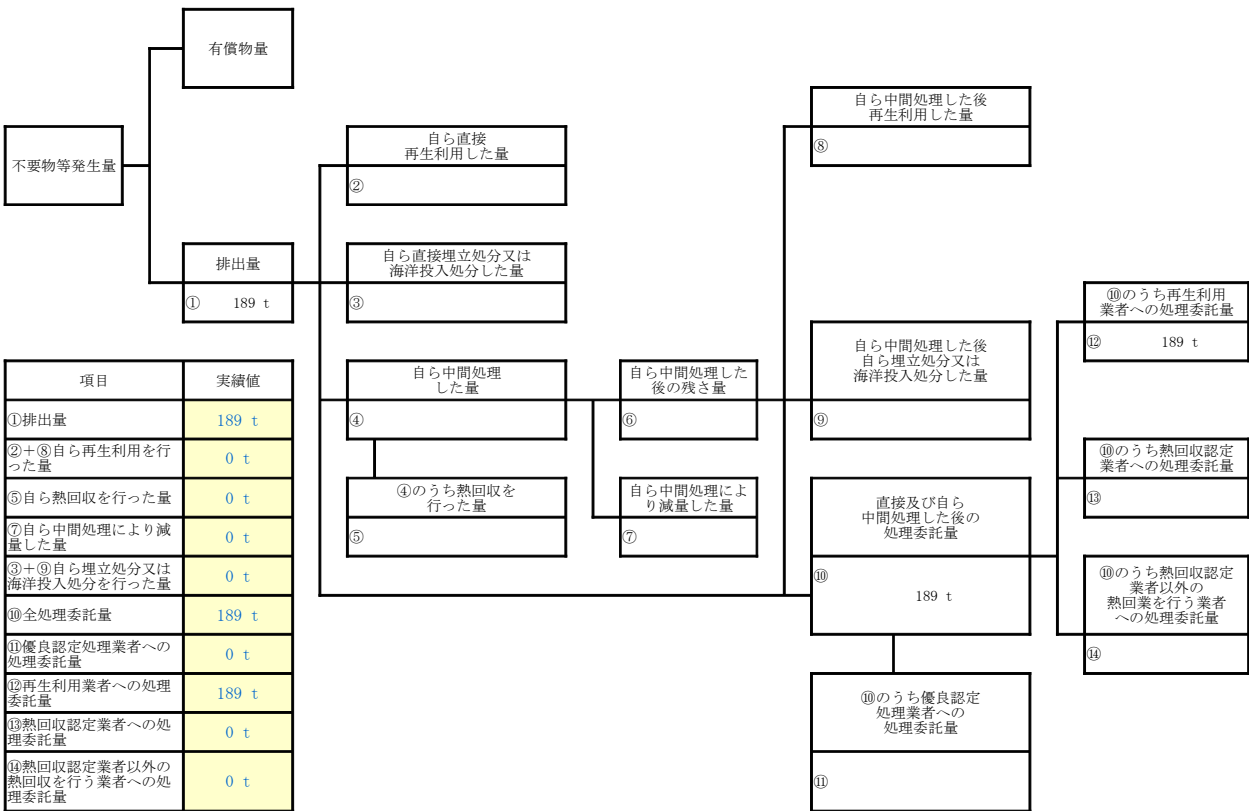 有償物量
不要物等発生量
排出量
① 189 t
自ら直接
再生利用した量
②
自ら直接埋立処分又は
海洋投入処分した量
③
自ら中間処理
した量
④
④のうち熱回収を
行った量
⑤
自ら中間処理した
後の残さ量
⑥
自ら中間処理によ
り減量した量
⑦
自ら中間処理した後
再生利用した量
⑧
自ら中間処理した後
自ら埋立処分又は
海洋投入処分した量
⑨
直接及び自ら
中間処理した後の
処理委託量
⑩
189 t
⑩のうち優良認定
処理業者への
処理委託量
⑪
⑩のうち再生利用
業者への処理委託量
⑫ 189 t
⑩のうち熱回収認定
業者への処理委託量
⑬
⑩のうち熱回収認定
業者以外の
熱回業を行う業者
への処理委託量
⑭
項目 実績値
①排出量 189 t
②+⑧自ら再生利用を行
った量 0 t
⑤自ら熱回収を行った量 0 t
⑦自ら中間処理により減
量した量 0 t
③+⑨自ら埋立処分又は
海洋投入処分を行った量 0 t
⑩全処理委託量 189 t
⑪優良認定処理業者への
処理委託量 0 t
⑫再生利用業者への処理
委託量 189 t
⑬熱回収認定業者への処
理委託量 0 t
⑭熱回収認定業者以外の
熱回収を行う業者への処
理委託量 0 t